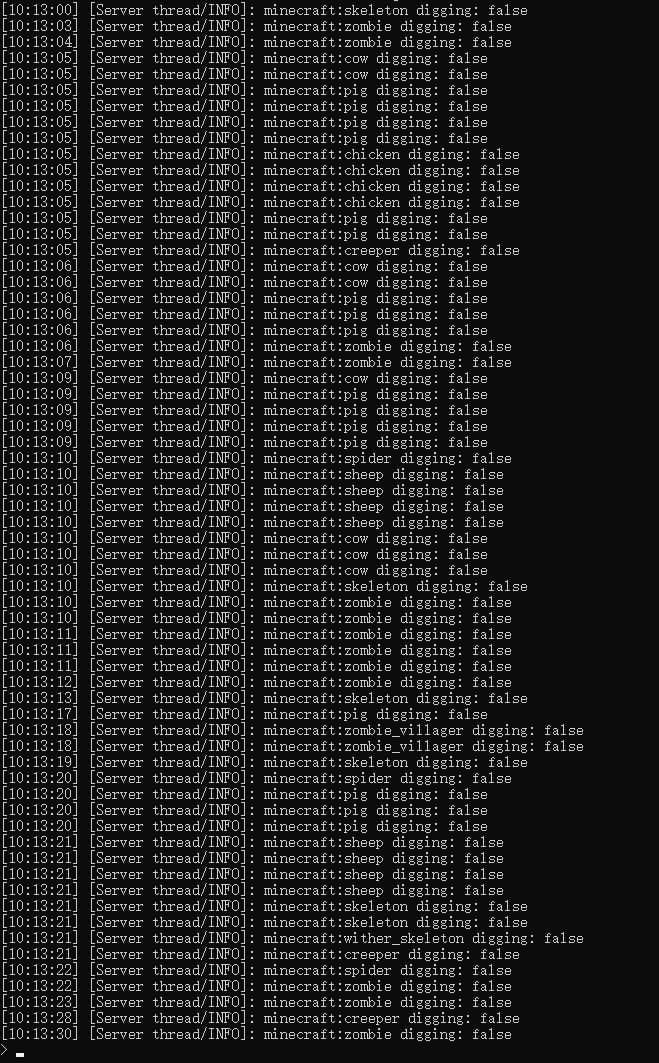 [10:13:00] [Server thread/INFO]: minecraft:skeleton digging: false
[10:13:03] [Server thread/INFO]: minecraft:zombie digging: false
[10:13:04] [Server thread/INFO]: minecraft:zombie digging: false
[10:13:05] [Server thread/INFO]: minecraft:cow digging: false
[10:13:05] [Server thread/INFO]: minecraft:cow digging: false
[10:13:05] [Server thread/INFO]: minecraft:pig digging: false
[10:13:05] [Server thread/INFO]: minecraft:pig digging: false
[10:13:05] [Server thread/INFO]: minecraft:pig digging: false
[10:13:05] [Server thread/INFO]: minecraft:pig digging: false
[10:13:05] [Server thread/INFO]: minecraft:chicken digging: false
[10:13:05] [Server thread/INFO]: minecraft:chicken digging: false
[10:13:05] [Server thread/INFO]: minecraft:chicken digging: false
[10:13:05] [Server thread/INFO]: minecraft:chicken digging: false
[10:13:05] [Server thread/INFO]: minecraft:pig digging: false
[10:13:05] [Server thread/INFO]: minecraft:pig digging: false
[10:13:05] [Server thread/INFO]: minecraft:creeper digging: false
[10:13:06] [Server thread/INFO]: minecraft:cow digging: false
[10:13:06] [Server thread/INFO]: minecraft:cow digging: false
[10:13:06] [Server thread/INFO]: minecraft:pig digging: false
[10:13:06] [Server thread/INFO]: minecraft:pig digging: false
[10:13:06] [Server thread/INFO]: minecraft:pig digging: false
[10:13:06] [Server thread/INFO]: minecraft:zombie digging: false
[10:13:07] [Server thread/INFO]: minecraft:zombie digging: false
[10:13:09] [Server thread/INFO]: minecraft:cow digging: false
[10:13:09] [Server thread/INFO]: minecraft:pig digging: false
[10:13:09] [Server thread/INFO]: minecraft:pig digging: false
[10:13:09] [Server thread/INFO]: minecraft:pig digging: false
[10:13:09] [Server thread/INFO]: minecraft:pig digging: false
[10:13:10] [Server thread/INFO]: minecraft:spider digging: false
[10:13:10] [Server thread/INFO]: minecraft:sheep digging: false
[10:13:10] [Server thread/INFO]: minecraft:sheep digging: false
[10:13:10] [Server thread/INFO]: minecraft:sheep digging: false
[10:13:10] [Server thread/INFO]: minecraft:sheep digging: false
[10:13:10] [Server thread/INFO]: minecraft:cow digging: false
[10:13:10] [Server thread/INFO]: minecraft:cow digging: false
[10:13:10] [Server thread/INFO]: minecraft:cow digging: false
[10:13:10] [Server thread/INFO]: minecraft:skeleton digging: false
[10:13:10] [Server thread/INFO]: minecraft:zombie digging: false
[10:13:10] [Server thread/INFO]: minecraft:zombie digging: false
[10:13:11] [Server thread/INFO]: minecraft:zombie digging: false
[10:13:11] [Server thread/INFO]: minecraft:zombie digging: false
[10:13:11] [Server thread/INFO]: minecraft:zombie digging: false
[10:13:12] [Server thread/INFO]: minecraft:zombie digging: false
[10:13:13] [Server thread/INFO]: minecraft:skeleton digging: false
[10:13:17] [Server thread/INFO]: minecraft:pig digging: false
[10:13:18] [Server thread/INFO]: minecraft:zombie_villager digging: false
[10:13:18] [Server thread/INFO]: minecraft:zombie_villager digging: false
[10:13:19] [Server thread/INFO]: minecraft:skeleton digging: false
[10:13:20] [Server thread/INFO]: minecraft:spider digging: false
[10:13:20] [Server thread/INFO]: minecraft:pig digging: false
[10:13:20] [Server thread/INFO]: minecraft:pig digging: false
[10:13:20] [Server thread/INFO]: minecraft:pig digging: false
[10:13:21] [Server thread/INFO]: minecraft:sheep digging: false
[10:13:21] [Server thread/INFO]: minecraft:sheep digging: false
[10:13:21] [Server thread/INFO]: minecraft:sheep digging: false
[10:13:21] [Server thread/INFO]: minecraft:sheep digging: false
[10:13:21] [Server thread/INFO]: minecraft:skeleton digging: false
[10:13:21] [Server thread/INFO]: minecraft:skeleton digging: false
[10:13:21] [Server thread/INFO]: minecraft:wither_skeleton digging: false
[10:13:21] [Server thread/INFO]: minecraft:creeper digging: false
[10:13:22] [Server thread/INFO]: minecraft:spider digging: false
[10:13:22] [Server thread/INFO]: minecraft:zombie digging: false
[10:13:23] [Server thread/INFO]: minecraft:zombie digging: false
[10:13:28] [Server thread/INFO]: minecraft:creeper digging: false
[10:13:30] [Server thread/INFO]: minecraft:zombie digging: false
>